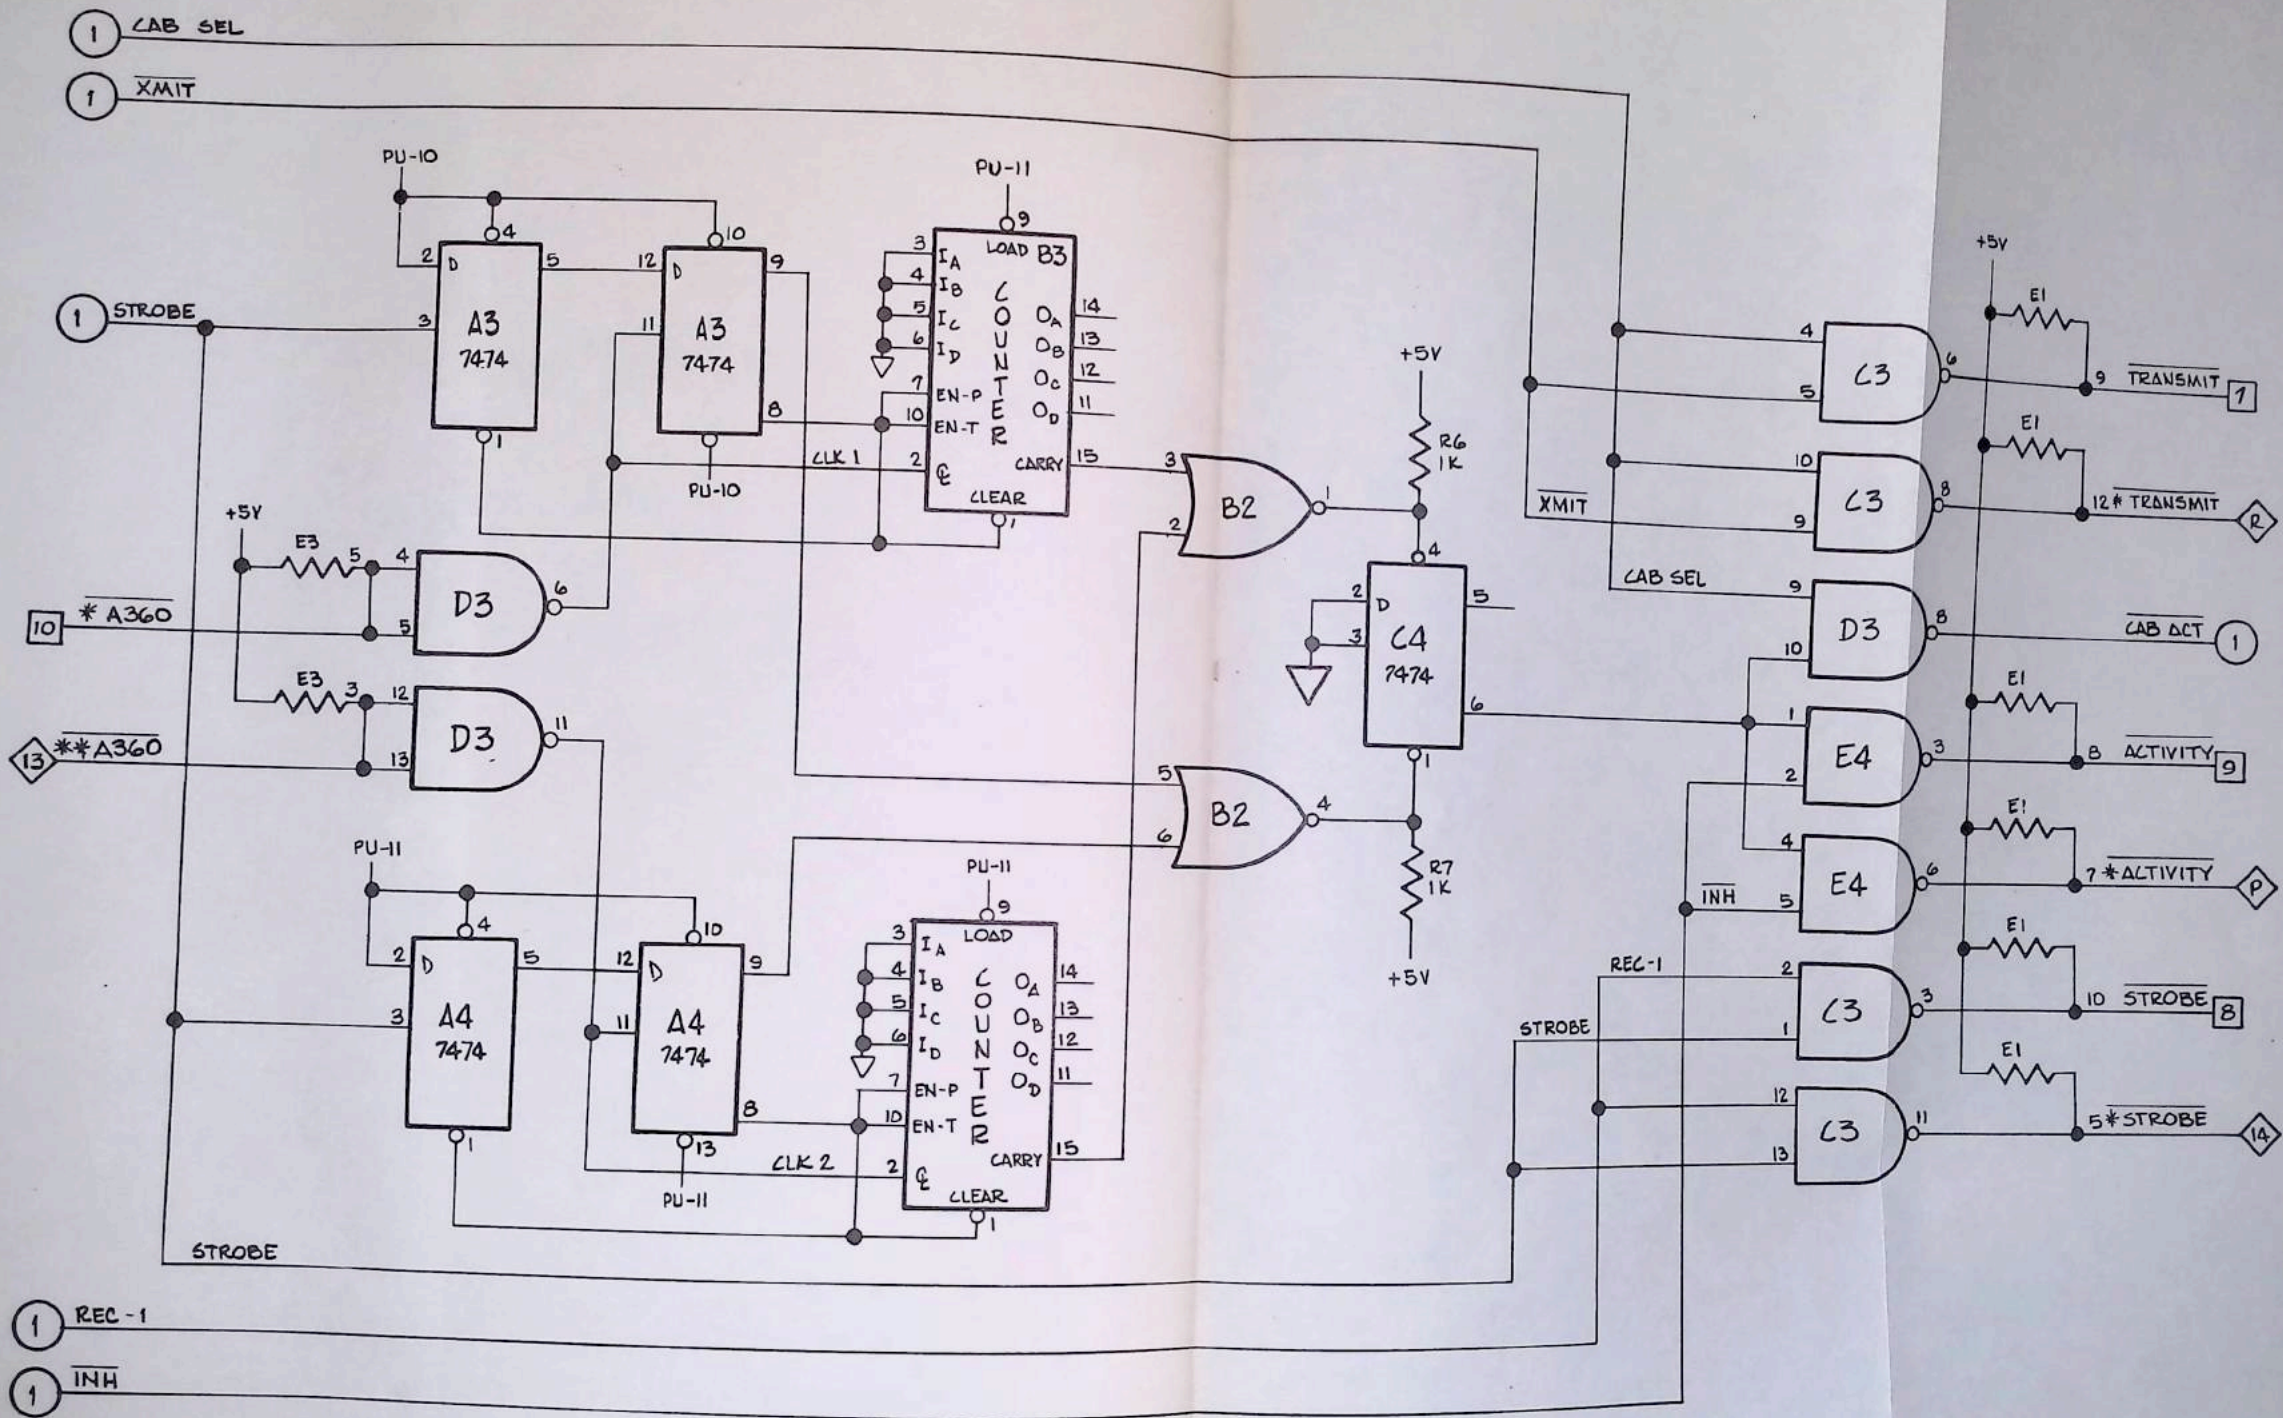 1 CAB SEL
1 XMIT
PU-10
4
2 D 5
3 A3
7474
1
10
12 D 9
11 A3
7474
8
PU-10
1 STROBE
PU-11
9
LOAD B3
3 IA
4 IB
5 IC
6 ID
7 EN-P
10 EN-T
CLK 1 2 CL
COUNTER
OA 14
OB 13
OC 12
OD 11
CARRY 15
CLEAR
1
+5V
E3 5 4
D3 6
10 *A360 5
E3 3 12
D3 11
13 **A360 13
3 B2 1
2
+5V
R6
1K
4
2 D 5
3 C4
7474
6
1
5 B2 4
6
R7
1K
+5V
PU-11
4
2 D 5
3 A4
7474
1
10
12 D 9
11 A4
7474
8
13
PU-11
PU-11
9
LOAD
3 IA
4 IB
5 IC
6 ID
7 EN-P
10 EN-T
CLK 2 2 CL
COUNTER
OA 14
OB 13
OC 12
OD 11
CARRY 15
CLEAR
1
STROBE
1 REC-1
1 INH
+5V
E1
4 C3 6
5
9 TRANSMIT 7
E1
10 C3 8
XMIT 9
12* TRANSMIT R
CAB SEL 9
D3 8
10
CAB ACT 1
E1
1 E4 3
2
8 ACTIVITY 9
E1
4 E4 6
INH 5
7 *ACTIVITY P
E1
REC-1 2
C3 3
STROBE 1
10 STROBE 8
E1
12 C3 11
13
5 *STROBE 14